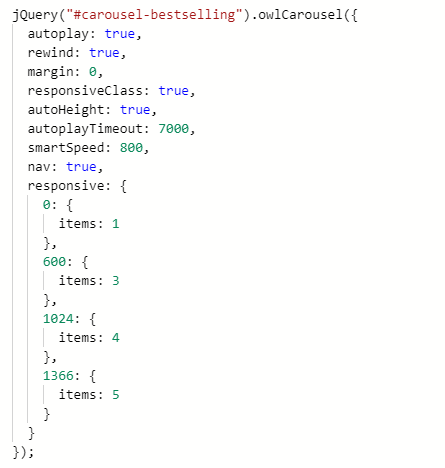 jQuery("#carousel-bestselling").owlCarousel({
  autoplay: true,
  rewind: true,
  margin: 0,
  responsiveClass: true,
  autoHeight: true,
  autoplayTimeout: 7000,
  smartSpeed: 800,
  nav: true,
  responsive: {
    0: {
      items: 1
    },
    600: {
      items: 3
    },
    1024: {
      items: 4
    },
    1366: {
      items: 5
    }
  }
});